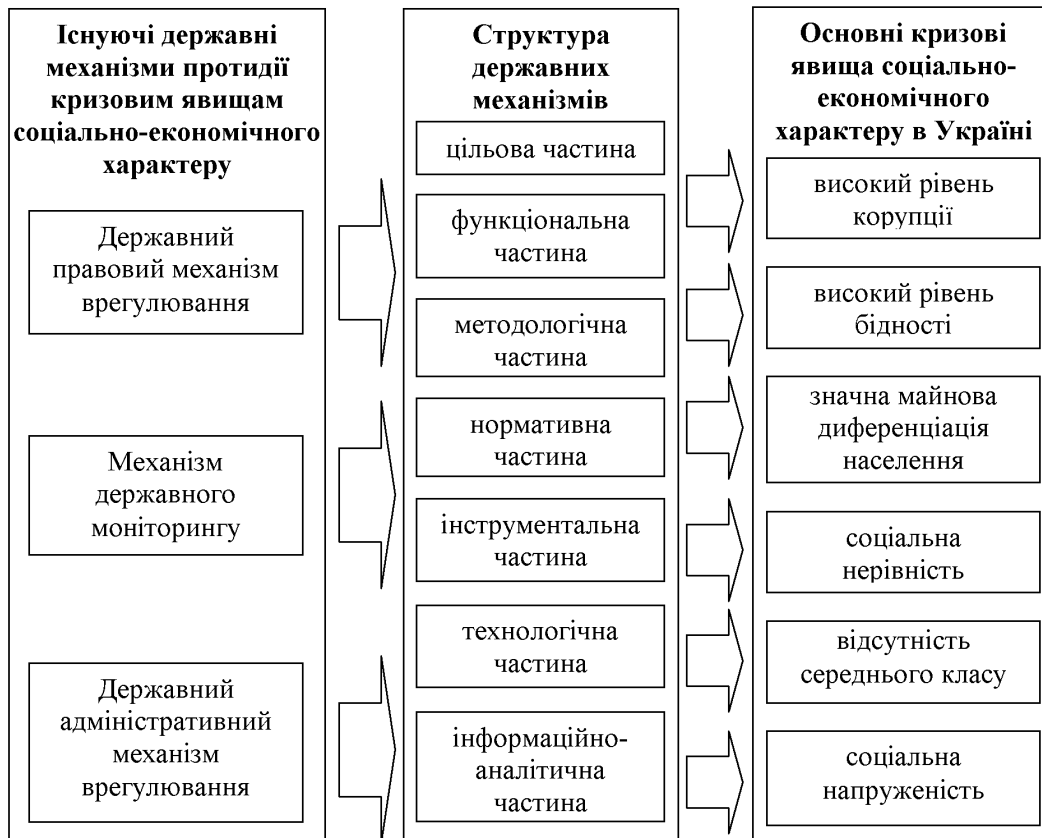 Існуючі державні
механізми протидії
кризовим явищам
соціально-економічного
характеру
Державний
правовий механізм
врегулювання
Механізм
державного
моніторингу
Державний
адміністративний
механізм
врегулювання
Структура
державних
механізмів
цільова частина
функціональна
частина
методологічна
частина
нормативна
частина
інструментальна
частина
технологічна
частина
інформаційно-
аналітична
частина
Основні кризові
явища соціально-
економічного
характеру в Україні
високий рівень
корупції
високий рівень
бідності
значна майнова
диференціація
населення
соціальна
нерівність
відсутність
середнього класу
соціальна
напруженість